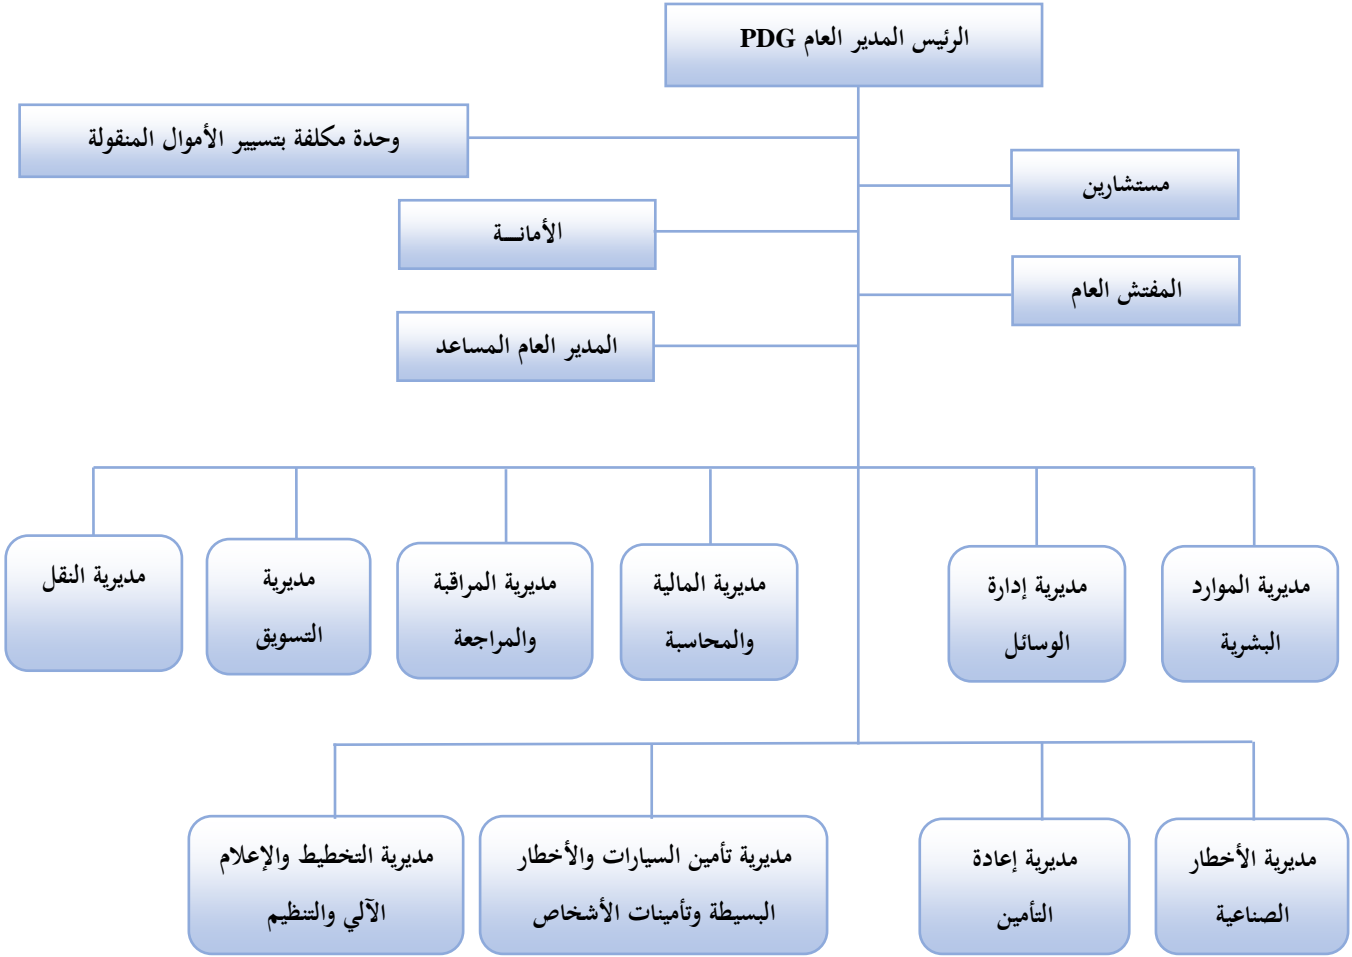 الرئيس المدير العام PDG
وحدة مكلفة بتسيير الأموال المنقولة
مستشارين
الأمانـــة
المفتش العام
المدير العام المساعد
مديرية الموارد
البشرية
مديرية إدارة
الوسائل
مديرية المالية
والمحاسبة
مديرية المراقبة
والمراجعة
مديرية
التسويق
مديرية النقل
مديرية الأخطار
الصناعية
مديرية إعادة
التأمين
مديرية تأمين السيارات والأخطار
البسيطة وتأمينات الأشخاص
مديرية التخطيط والإعلام
الآلي والتنظيم